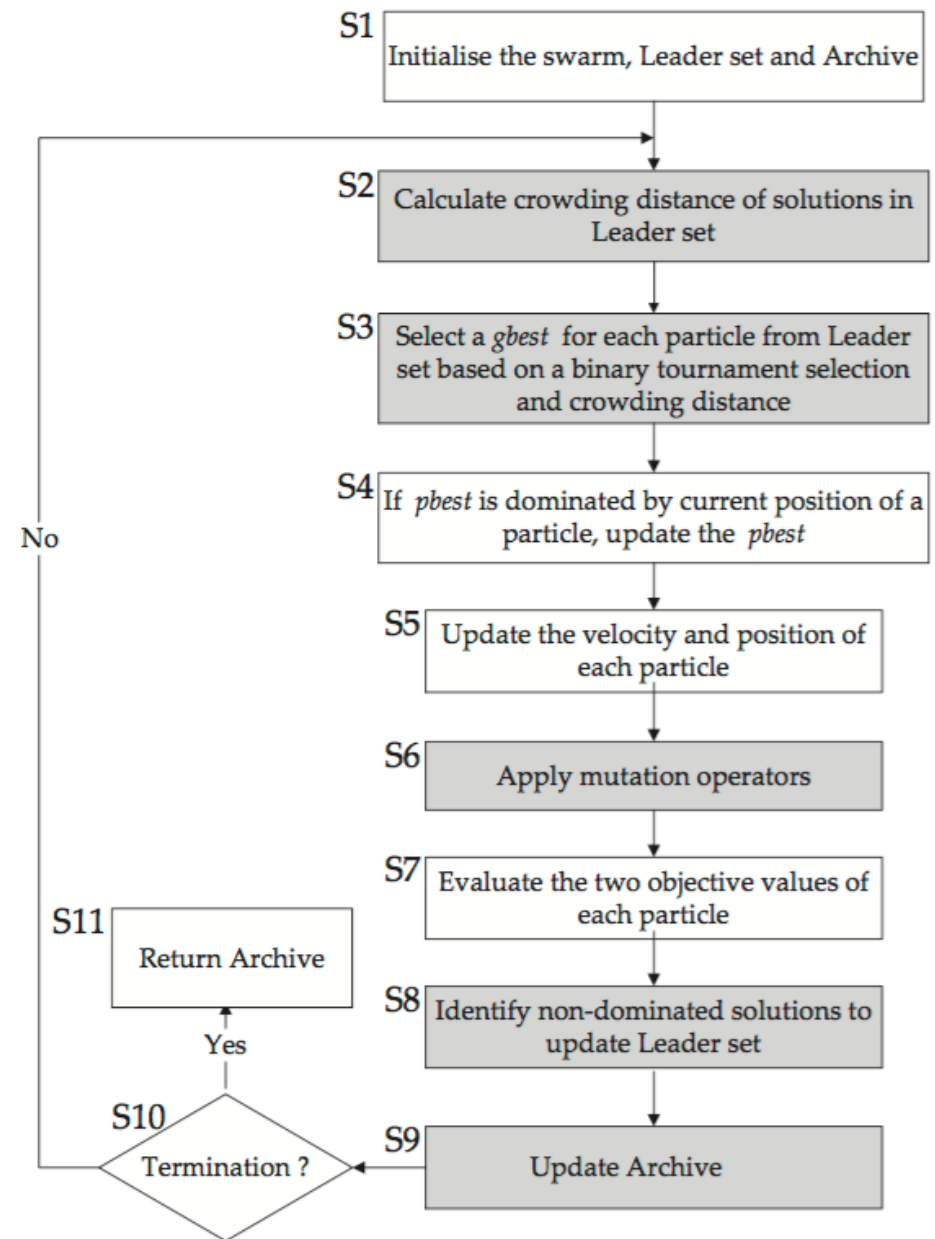 S1
Initialise the swarm, Leader set and Archive
S2
Calculate crowding distance of solutions in
Leader set
S3
Select a gbest for each particle from Leader
set based on a binary tournament selection
and crowding distance
S4
If pbest is dominated by current position of a
particle, update the pbest
No
S5
Update the velocity and position of
each particle
S6
Apply mutation operators
S7
Evaluate the two objective values of
each particle
S11
Return Archive
S8
Identify non-dominated solutions to
update Leader set
Yes
S10
Termination ?
S9
Update Archive